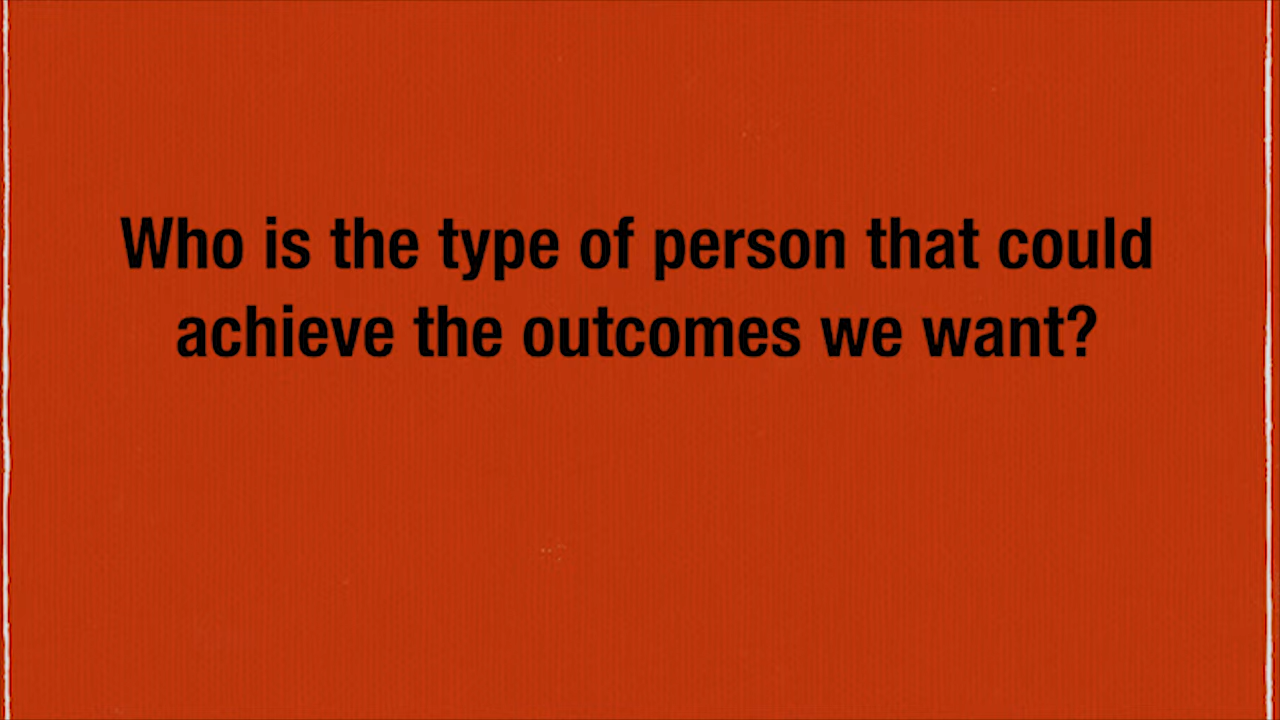 Who is the type of person that could
achieve the outcomes we want?